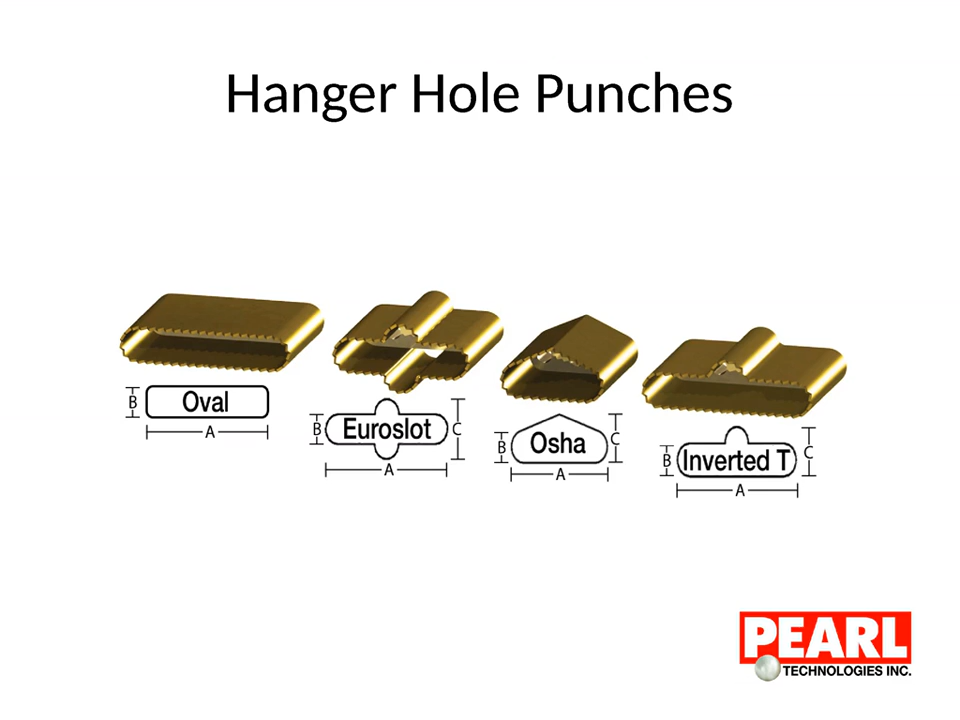 Hanger Hole Punches
B
Oval
A
B
Euroslot
C
A
B
Osha
C
A
B
Inverted T
C
A
PEARL
TECHNOLOGIES INC.